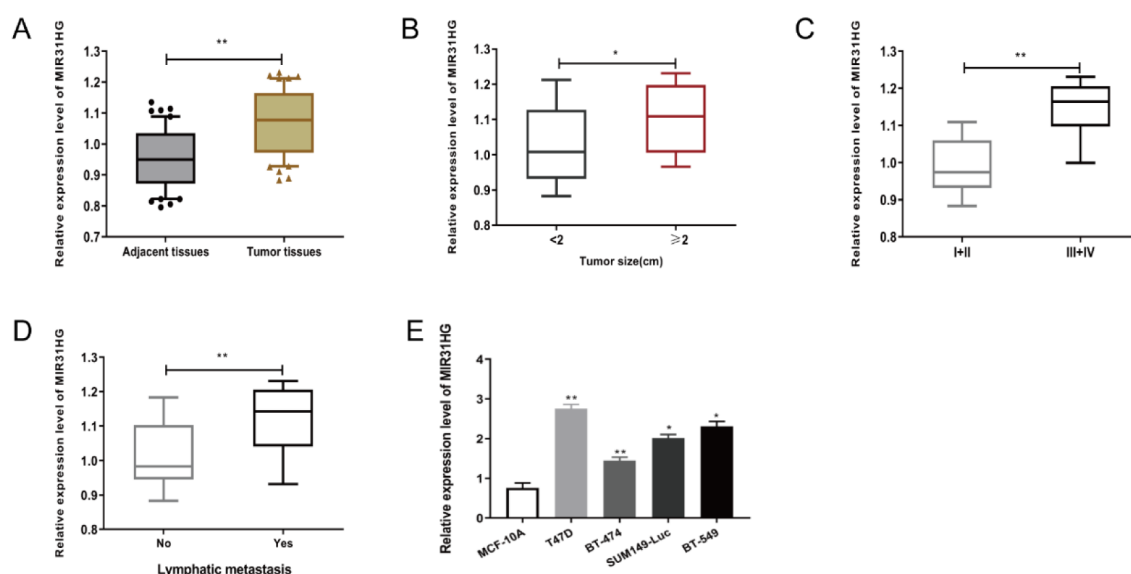 A
Relative expression level of MIR31HG
1.3
1.2
1.1
1.0
0.9
0.8
0.7
**
Adjacent tissues
Tumor tissues
B
Relative expression level of MIR31HG
1.3
1.2
1.1
1.0
0.9
0.8
*
<2
⩾2
Tumor size(cm)
C
Relative expression level of MIR31HG
1.3
1.2
1.1
1.0
0.9
0.8
**
I+II
III+IV
D
Relative expression level of MIR31HG
1.3
1.2
1.1
1.0
0.9
0.8
**
No
Yes
Lymphatic metastasis
E
Relative expression level of MIR31HG
4
3
2
1
0
**
**
*
*
MCF-10A
T47D
BT-474
SUM149-Luc
BT-549